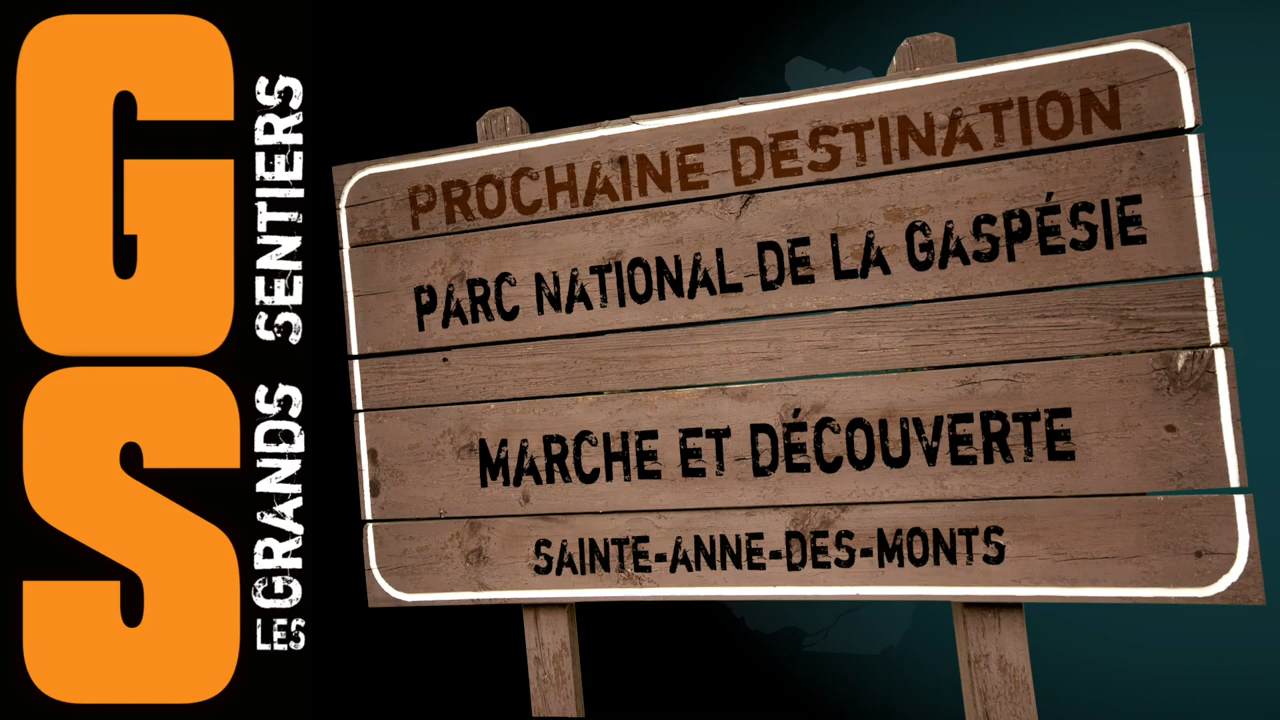 GS
LES GRANDS SENTIERS
PROCHAINE DESTINATION
PARC NATIONAL DE LA GASPÉSIE
MARCHE ET DÉCOUVERTE
SAINTE-ANNE-DES-MONTS